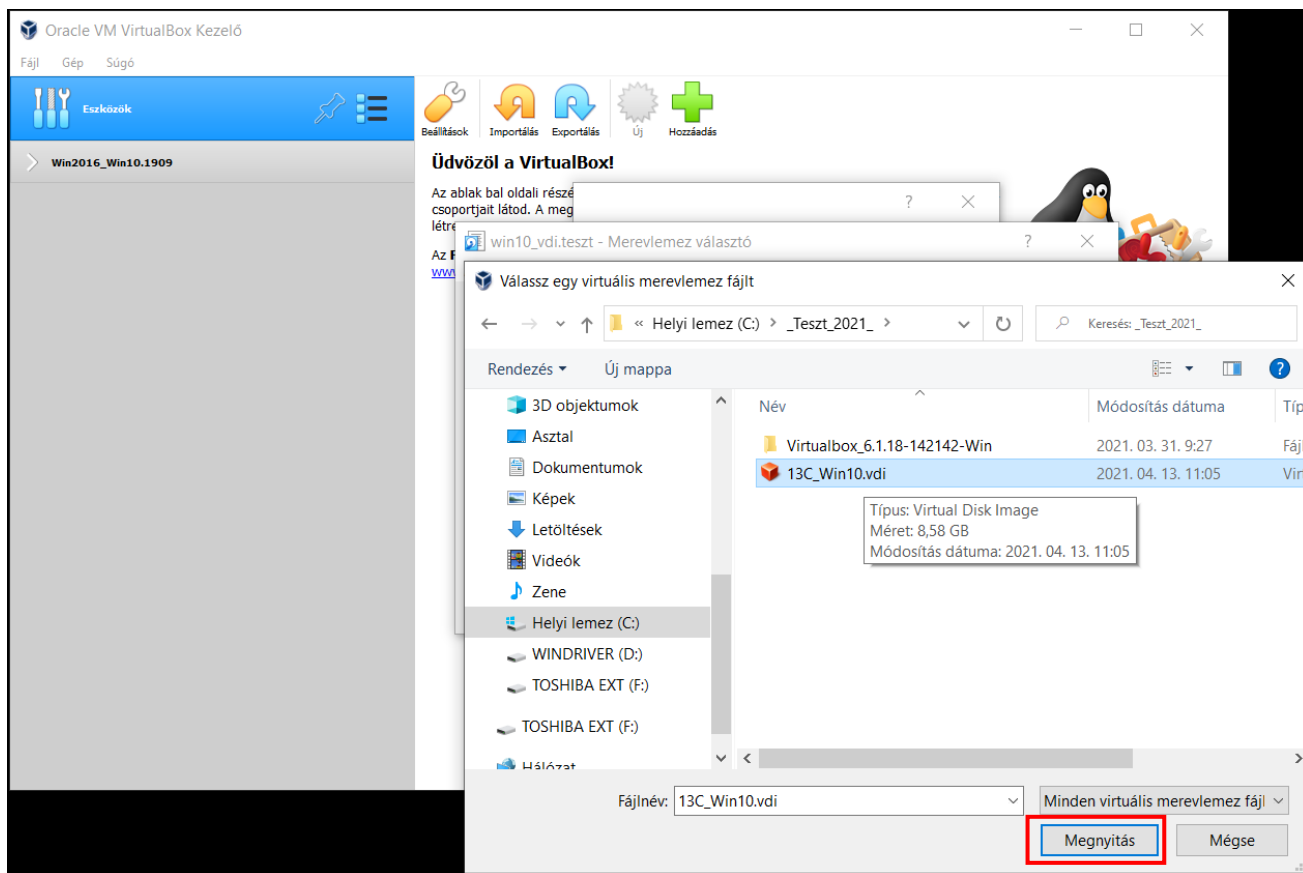 Oracle VM VirtualBox Kezelő
Fájl Gép Súgó
Eszközök
Beállítások Importálás Exportálás Új Hozzáadás
Win2016_Win10.1909
Üdvözöl a VirtualBox!
Az ablak bal oldali részé
csoportjait látod. A meg
létre
Az F
www
?
win10_vdi.teszt - Merevlemez választó ?
Válassz egy virtuális merevlemez fájlt
« Helyi lemez (C:) > _Teszt_2021_ >
Keresés: _Teszt_2021_
Rendezés Új mappa ?
3D objektumok
Asztal
Dokumentumok
Képek
Letöltések
Videók
Zene
Helyi lemez (C:)
WINDRIVER (D:)
TOSHIBA EXT (F:)
TOSHIBA EXT (F:)
Hálózat
Név Módosítás dátuma Típ
Virtualbox_6.1.18-142142-Win 2021. 03. 31. 9:27 Fájl
13C_Win10.vdi 2021. 04. 13. 11:05 Vir
Típus: Virtual Disk Image
Méret: 8,58 GB
Módosítás dátuma: 2021. 04. 13. 11:05
Fájlnév: 13C_Win10.vdi Minden virtuális merevlemez fájl
Megnyitás Mégse